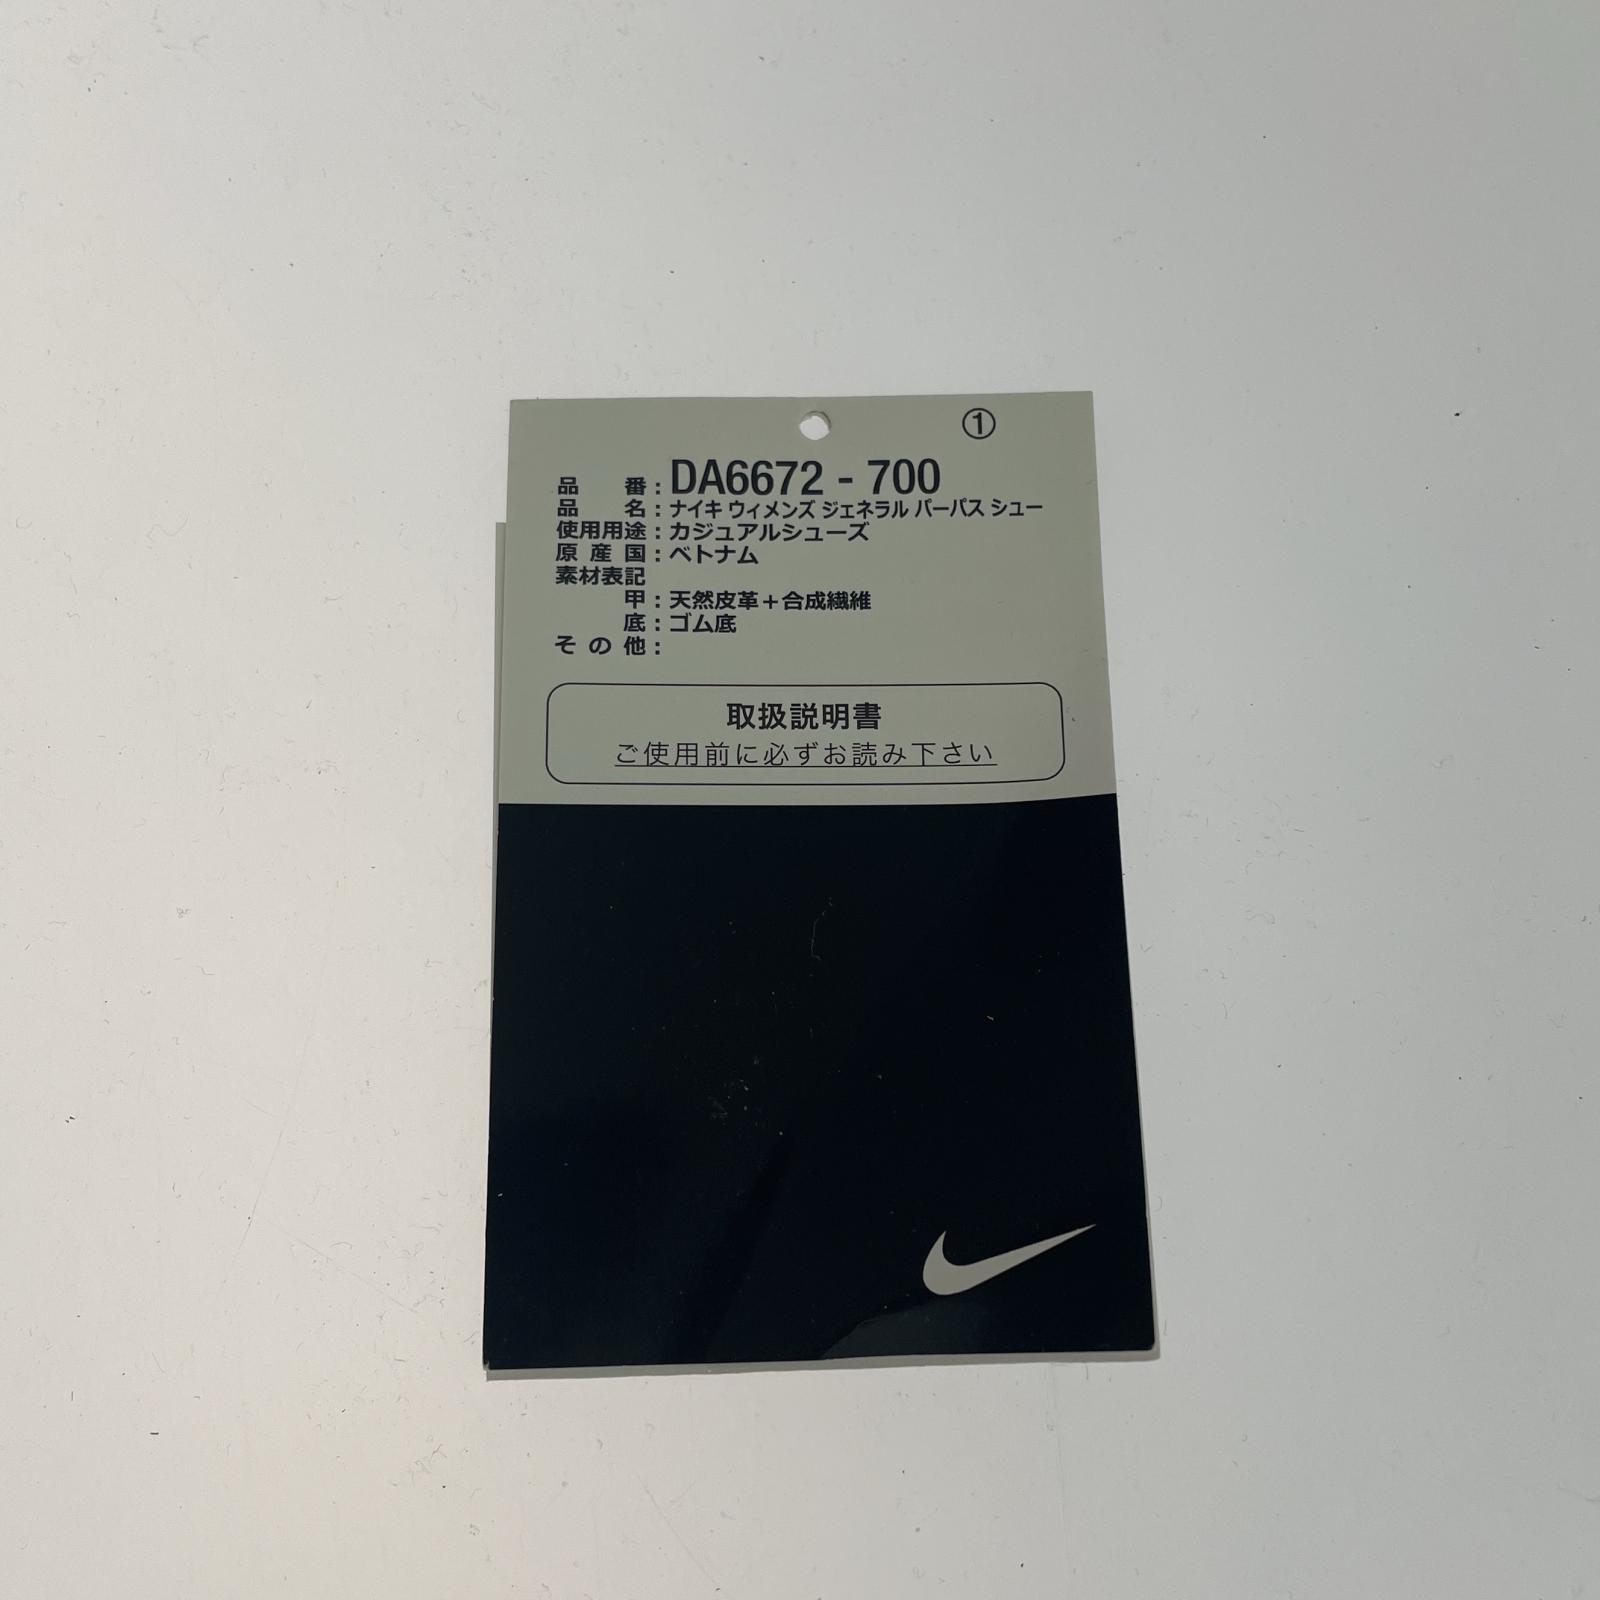 ①
品番：DA6672 - 700
品名：ナイキ ウィメンズ ジェネラル パーパス シュー
使用用途：カジュアルシューズ
原産国：ベトナム
素材表記
甲：天然皮革＋合成繊維
底：ゴム底
その他：
取扱説明書
ご使用前に必ずお読み下さい